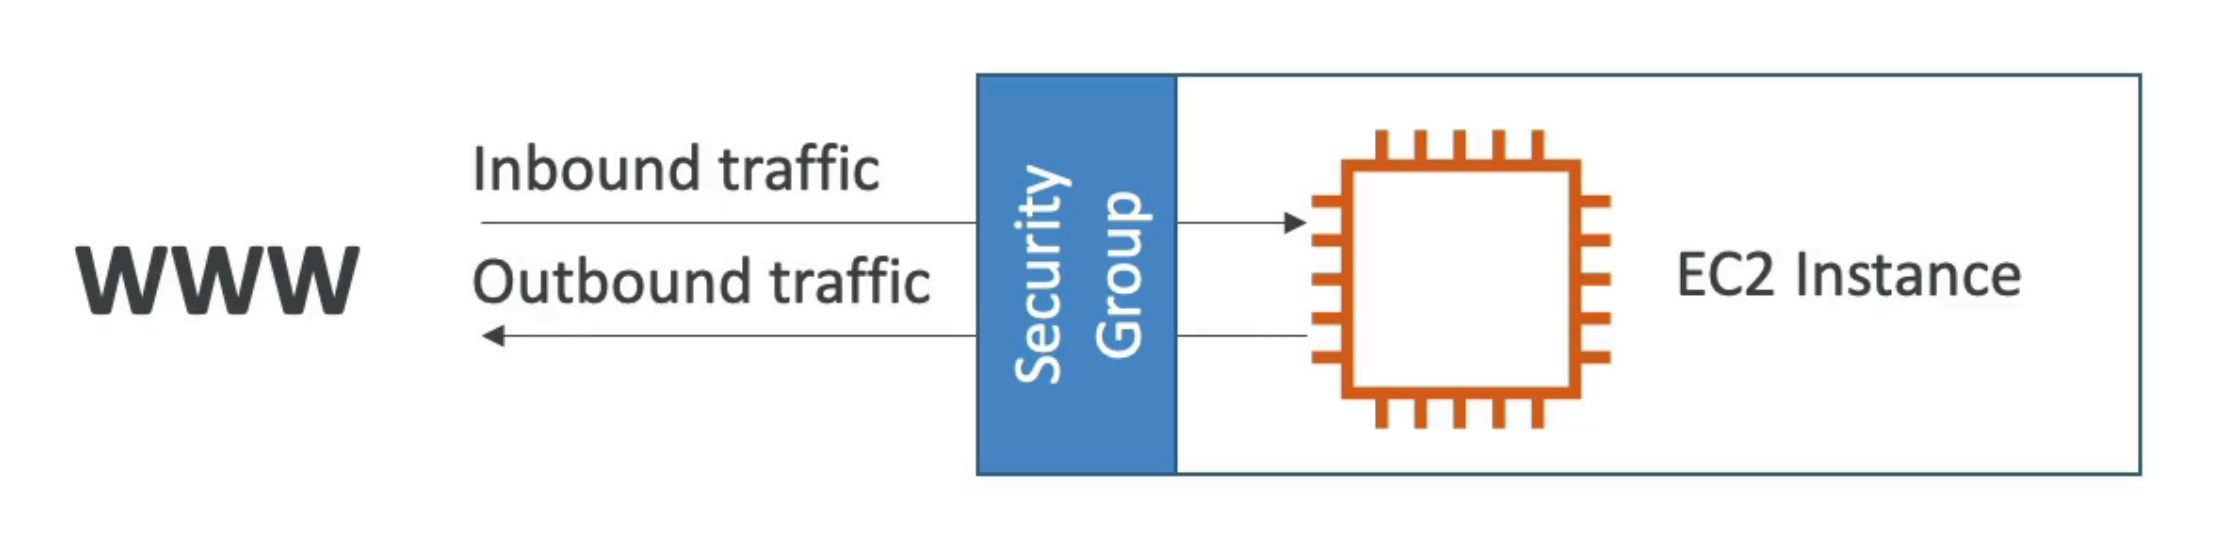 WWW
Inbound traffic
Outbound traffic
Security
Group
EC2 Instance